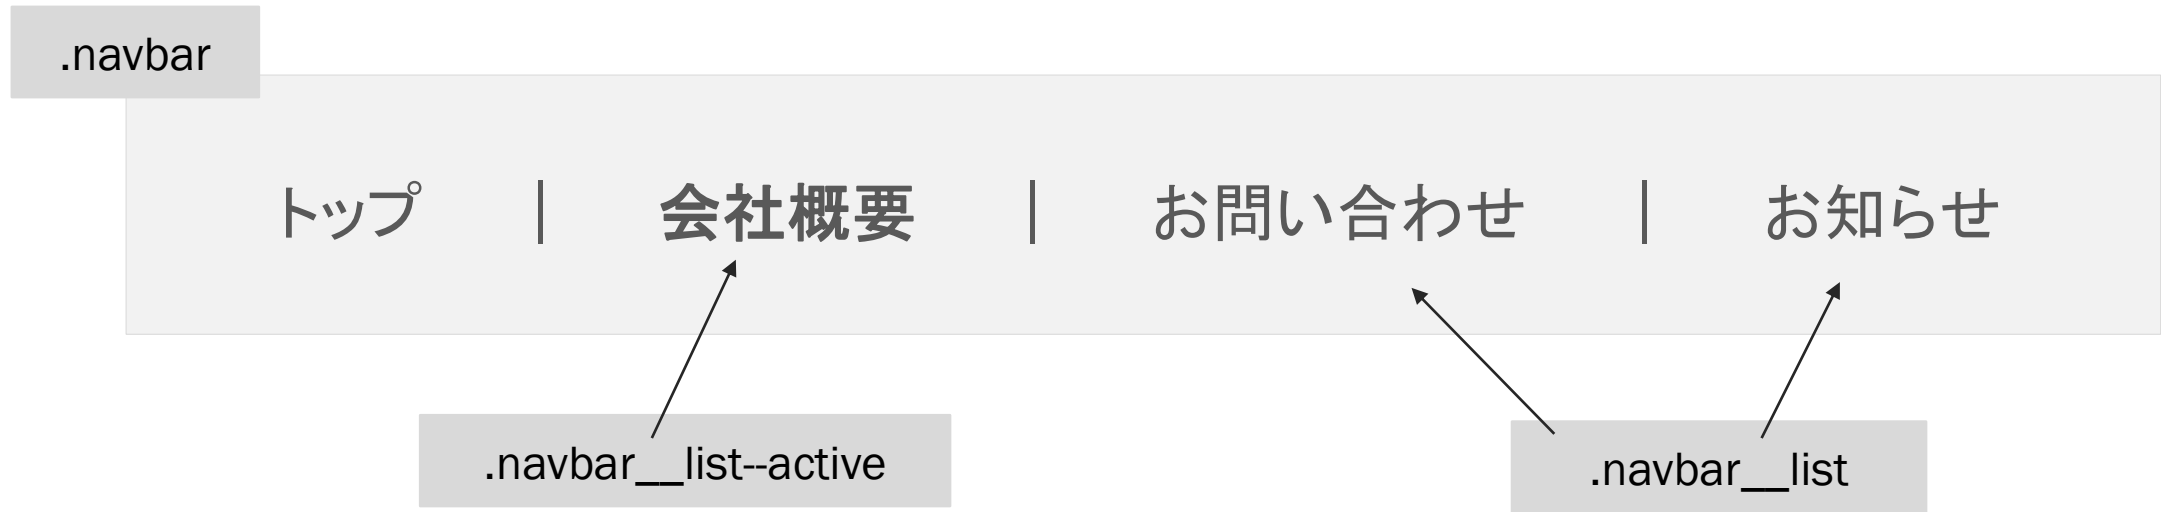 .navbar
トップ | 会社概要 | お問い合わせ | お知らせ
.navbar__list--active
.navbar__list